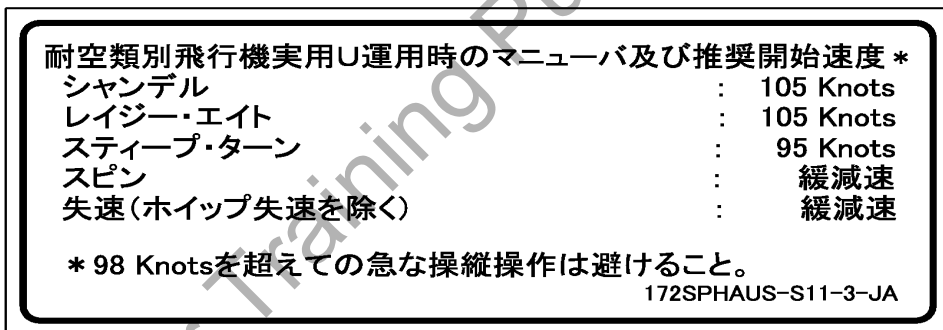 耐空類別飛行機実用U運用時のマニューバ及び推奨開始速度*
シャンデル : 105 Knots
レイジー・エイト : 105 Knots
スティープ・ターン : 95 Knots
スピン : 緩減速
失速(ホイップ失速を除く) : 緩減速
*98 Knotsを超えての急な操縦操作は避けること。
172SPHAUS-S11-3-JA
Training Pu